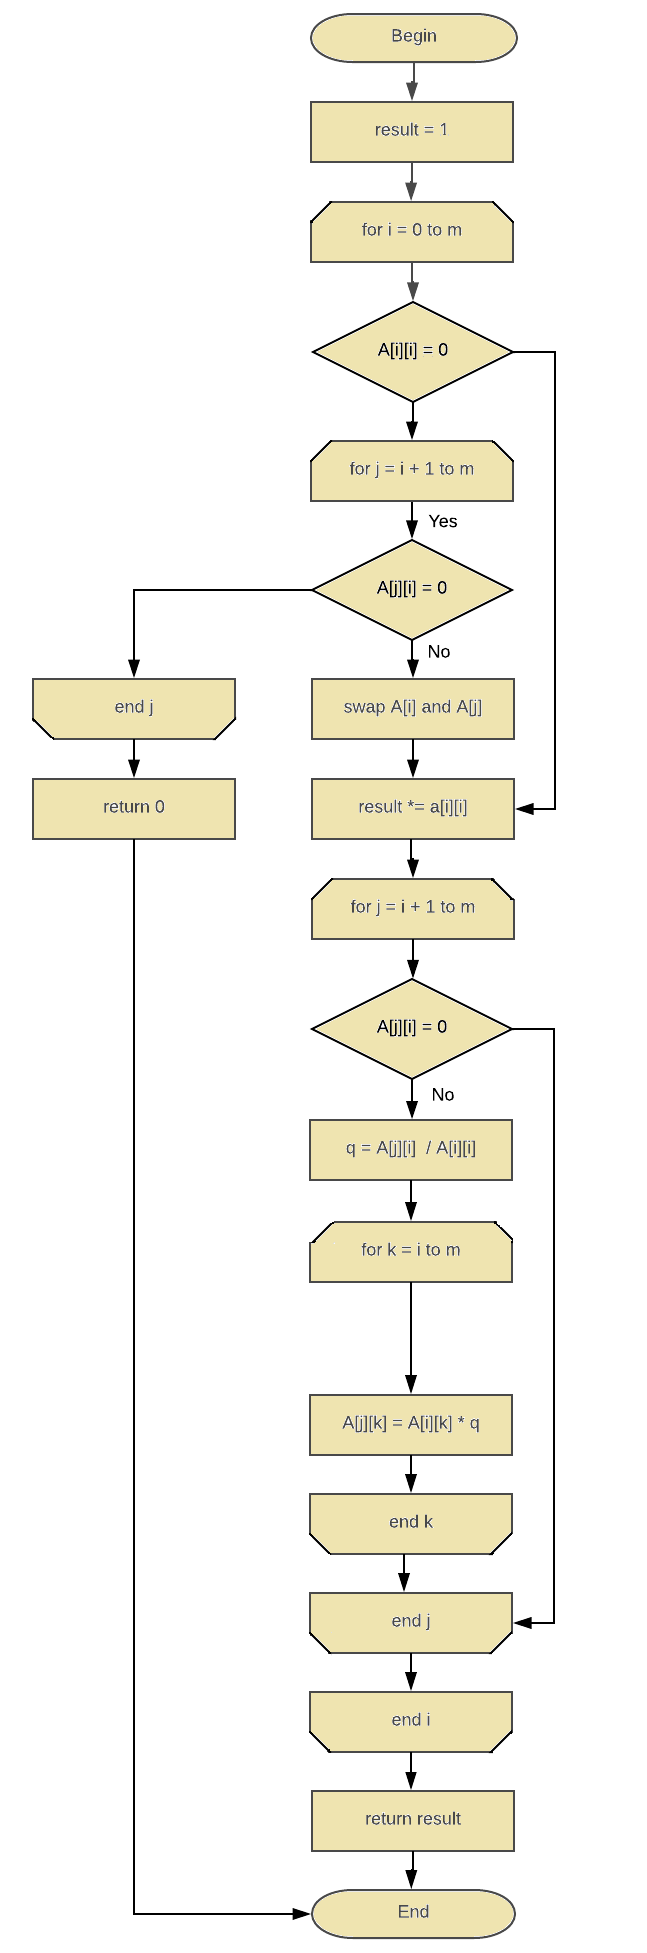 Begin
result = 1
for i = 0 to m
A[i][i] = 0
for j = i + 1 to m
Yes
A[j][i] = 0
No
end j
swap A[i] and A[j]
return 0
result *= a[i][i]
for j = i + 1 to m
A[j][i] = 0
No
q = A[j][i] / A[i][i]
for k = i to m
A[j][k] = A[i][k] * q
end k
end j
end i
return result
End